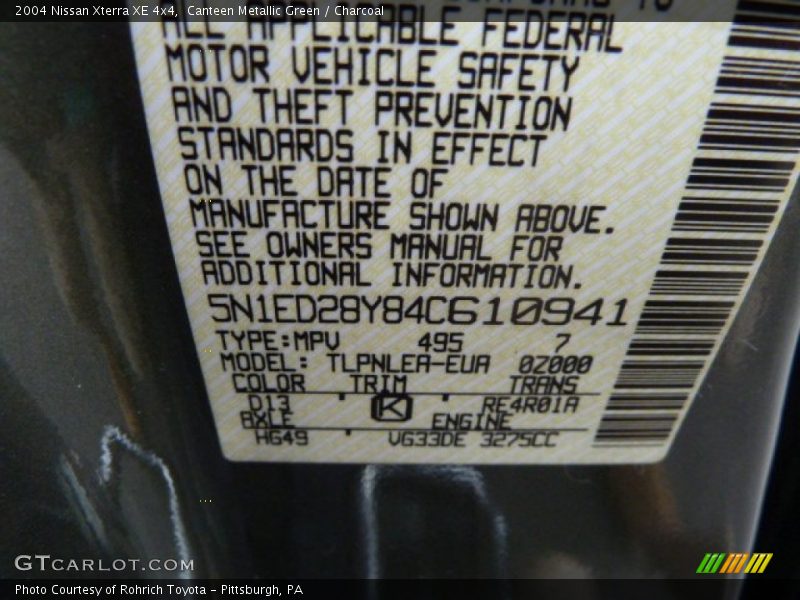 2004 Nissan Xterra XE 4x4, Canteen Metallic Green / Charcoal
ALL APPLICABLE FEDERAL
MOTOR VEHICLE SAFETY
AND THEFT PREVENTION
STANDARDS IN EFFECT
ON THE DATE OF
MANUFACTURE SHOWN ABOVE.
SEE OWNERS MANUAL FOR
ADDITIONAL INFORMATION.
5N1ED28Y84C610941
TYPE:MPV 495 7
MODEL: TLPNLEA-EUA 0Z000
COLOR TRIM TRANS
D13 K RE4R01A
AXLE ENGINE
HG49 VG33DE 3275CC
GTCARLOT.COM
Photo Courtesy of Rohrich Toyota - Pittsburgh, PA